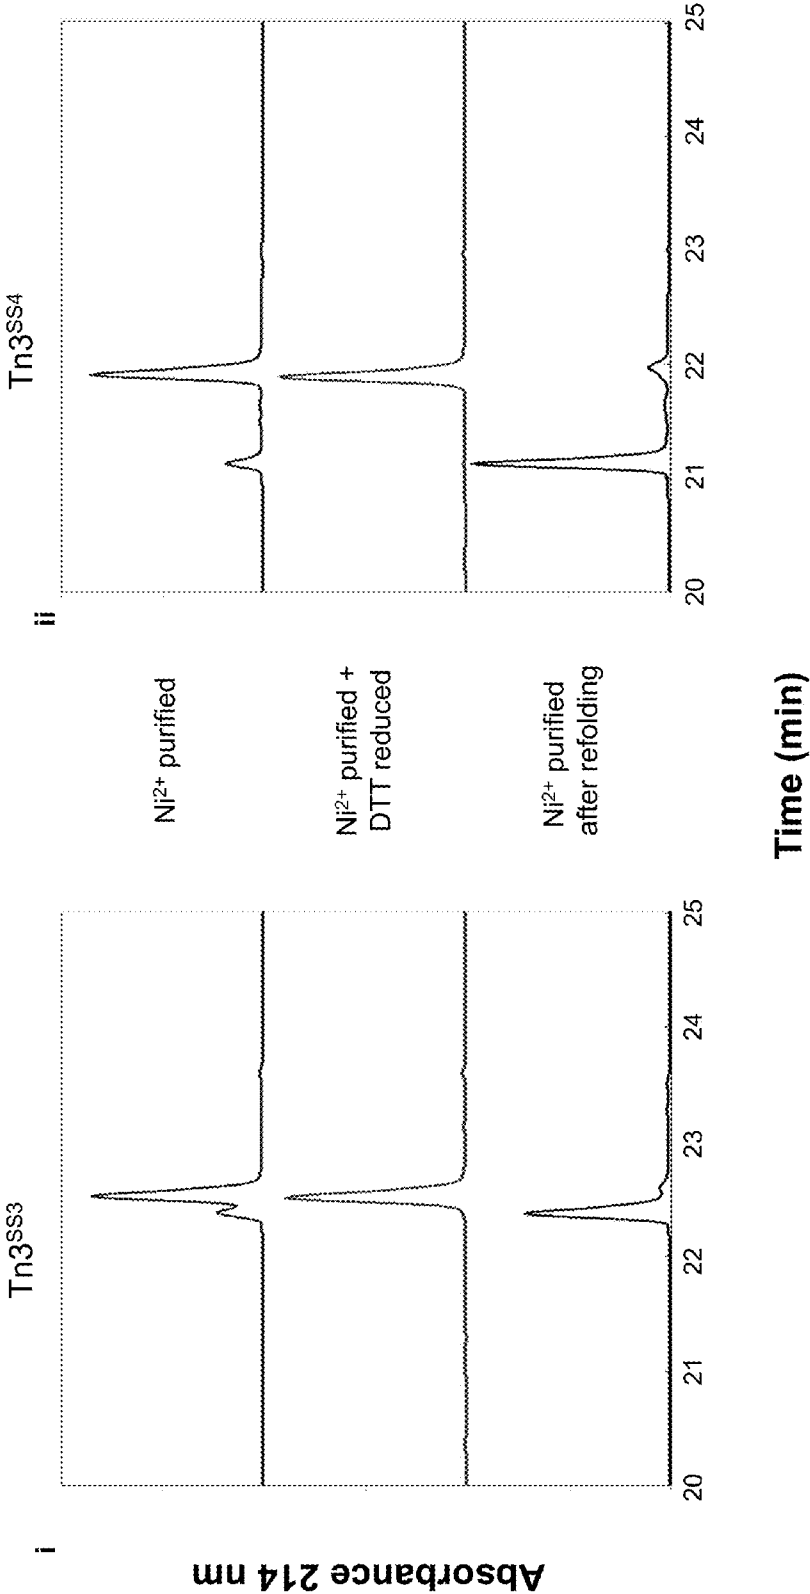 i
Tn3SS3
ii
Tn3SS4
Absorbance 214 nm
Ni2+ purified
Ni2+ purified +
DTT reduced
Ni2+ purified
after refolding
20 21 22 23 24 25
20 21 22 23 24 25
Time (min)